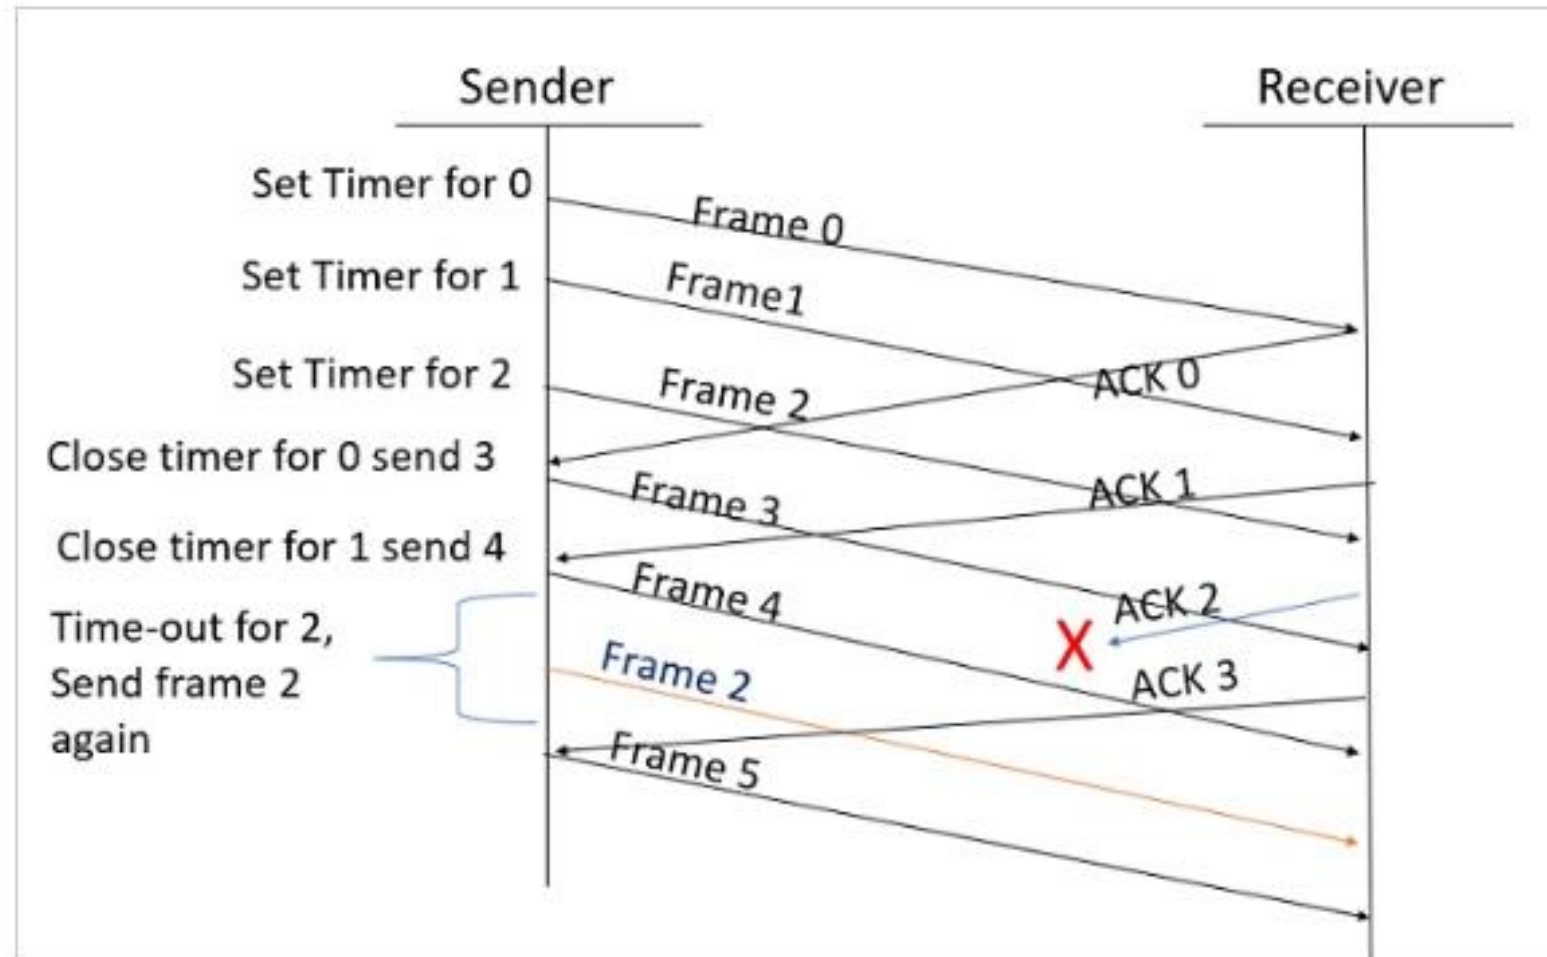 Sender
Receiver
Set Timer for 0
Frame 0
Set Timer for 1
Frame1
Set Timer for 2
Frame 2
ACK 0
Close timer for 0 send 3
Frame 3
ACK 1
Close timer for 1 send 4
Frame 4
ACK 2
X
Time-out for 2,
Send frame 2
again
Frame 2
ACK 3
Frame 5